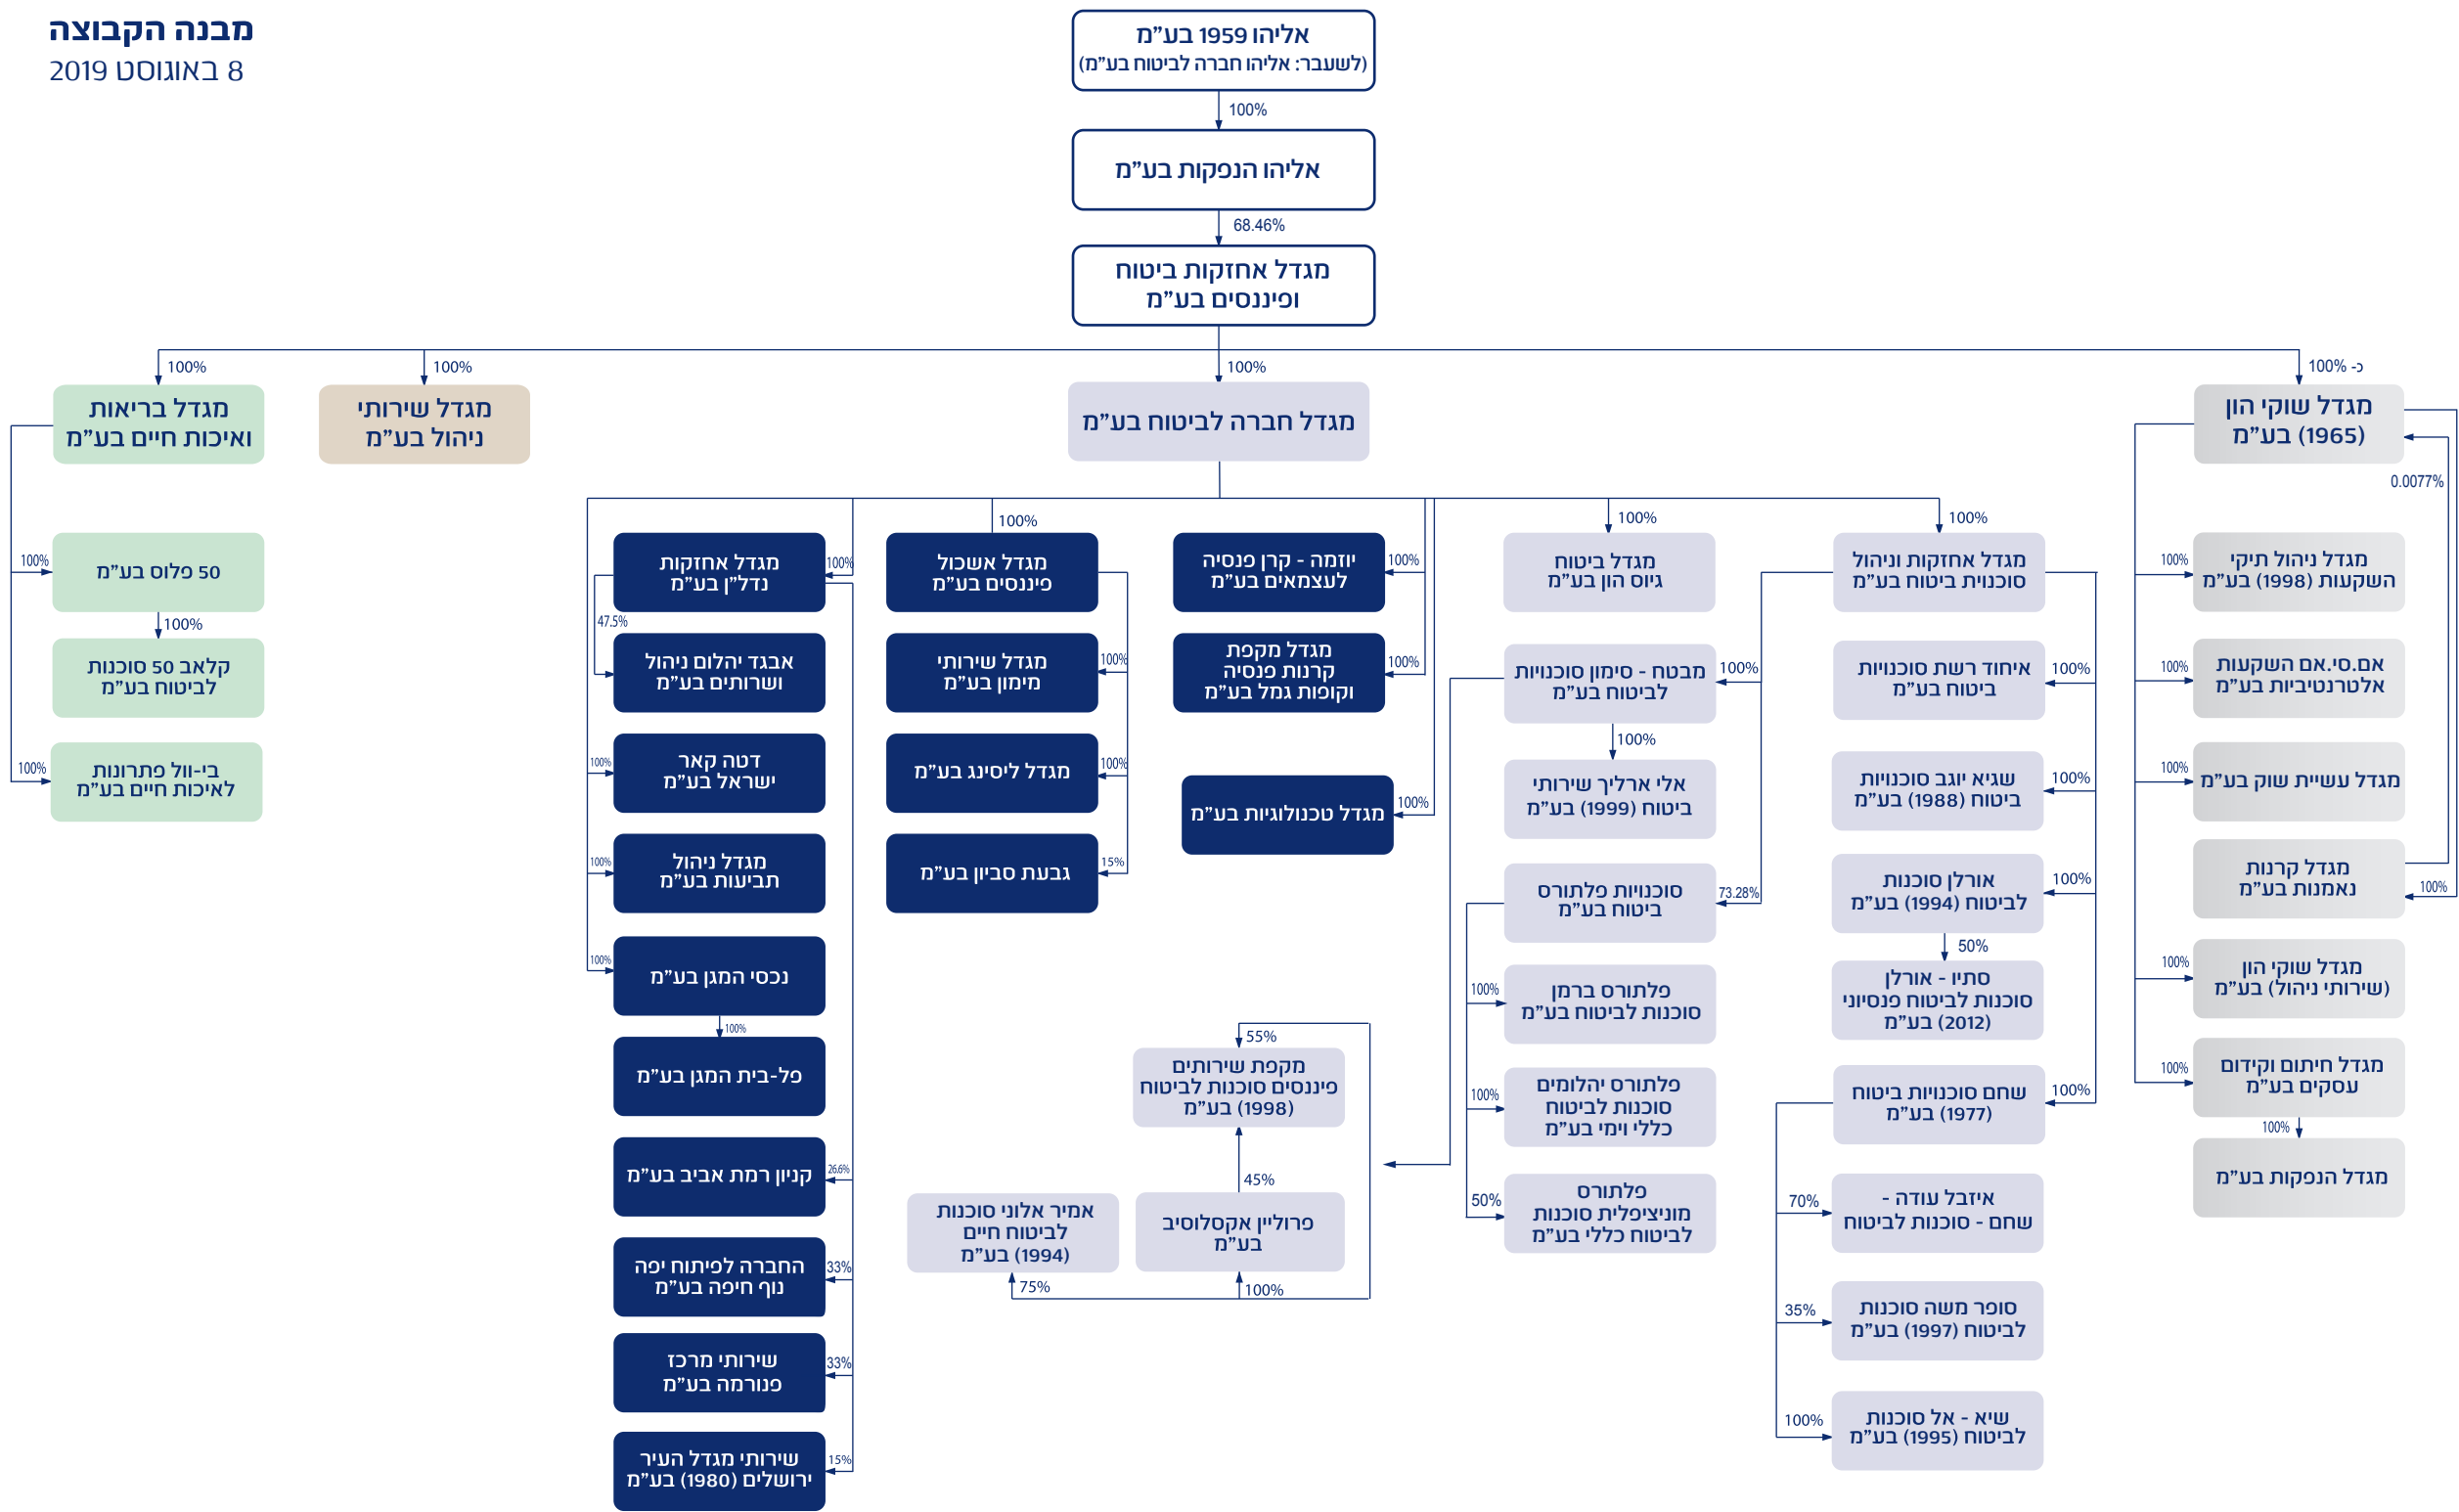 מבנה הקבוצה
8 באוגוסט 2019
אליהו 1959 בע"מ
(לשעבר: אליהו חברה לביטוח בע"מ)
100%
אליהו הנפקות בע"מ
68.46%
מגדל אחזקות ביטוח
ופיננסים בע"מ
כ- 100%
מגדל שוקי הון
(1965) בע"מ
0.0077%
100%
מגדל ניהול תיקי
השקעות (1998) בע"מ
100%
אם.סי.אם השקעות
אלטרנטיביות בע"מ
100%
מגדל עשיית שוק בע"מ
100%
מגדל קרנות
נאמנות בע"מ
100%
מגדל שוקי הון
(שירותי ניהול) בע"מ
100%
מגדל חיתום וקידום
עסקים בע"מ
100%
מגדל הנפקות בע"מ
100%
מגדל חברה לביטוח בע"מ
100%
מגדל אחזקות וניהול
סוכנוית ביטוח בע"מ
100%
איחוד רשת סוכנויות
ביטוח בע"מ
100%
שגיא יוגב סוכנויות
ביטוח (1988) בע"מ
100%
אורלן סוכנות
לביטוח (1994) בע"מ
50%
סתיו - אורלן
סוכנות לביטוח פנסיוני
(2012) בע"מ
100%
שחם סוכנויות ביטוח
(1977) בע"מ
70%
איזבל עודה -
שחם - סוכנות לביטוח
35%
סופר משה סוכנות
לביטוח (1997) בע"מ
100%
שיא - אל סוכנות
לביטוח (1995) בע"מ
100%
מגדל ביטוח
גיוס הון בע"מ
100%
מבטח - סימון סוכנויות
לביטוח בע"מ
100%
אלי ארליך שירותי
ביטוח (1999) בע"מ
73.28%
סוכנויות פלתורס
ביטוח בע"מ
100%
פלתורס ברמן
סוכנות לביטוח בע"מ
100%
פלתורס יהלומים
סוכנות לביטוח
כללי וימי בע"מ
50%
פלתורס
מוניציפלית סוכנות
לביטוח כללי בע"מ
100%
יוזמה - קרן פנסיה
לעצמאים בע"מ
100%
מגדל מקפת
קרנות פנסיה
וקופות גמל בע"מ
100%
מגדל טכנולוגיות בע"מ
55%
מקפת שירותים
פיננסים סוכנות לביטוח
(1998) בע"מ
45%
פרוליין אקסלוסיב
בע"מ
100%
אמיר אלוני סוכנות
לביטוח חיים
(1994) בע"מ
75%
100%
מגדל אשכול
פיננסים בע"מ
100%
מגדל שירותי
מימון בע"מ
100%
מגדל ליסינג בע"מ
15%
גבעת סביון בע"מ
100%
מגדל אחזקות
נדל"ן בע"מ
47.5%
אבגד יהלום ניהול
ושרותים בע"מ
100%
דטה קאר
ישראל בע"מ
100%
מגדל ניהול
תביעות בע"מ
100%
נכסי המגן בע"מ
100%
פל-בית המגן בע"מ
26.6%
קניון רמת אביב בע"מ
33%
החברה לפיתוח יפה
נוף חיפה בע"מ
33%
שירותי מרכז
פנורמה בע"מ
15%
שירותי מגדל העיר
ירושלים (1980) בע"מ
100%
מגדל שירותי
ניהול בע"מ
100%
מגדל בריאות
ואיכות חיים בע"מ
100%
50 פלוס בע"מ
100%
קלאב 50 סוכנות
לביטוח בע"מ
100%
בי-וול פתרונות
לאיכות חיים בע"מ